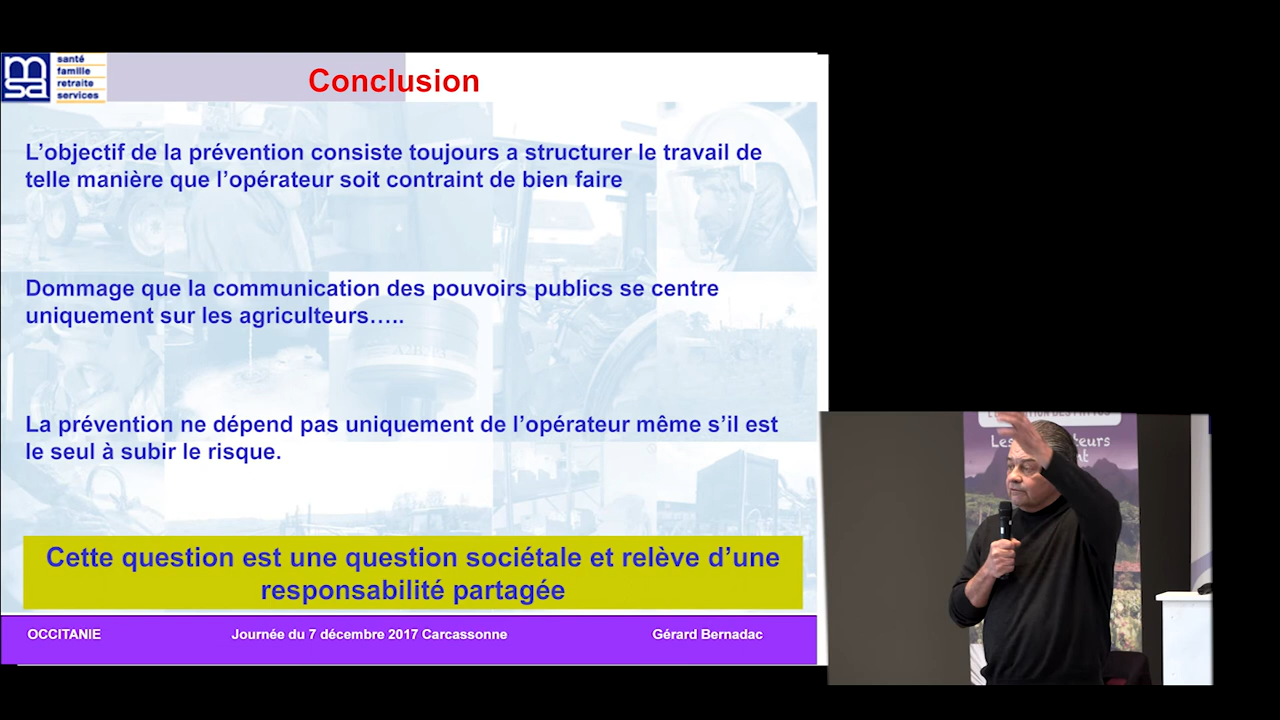 msa
santé
famille
retraite
services
Conclusion
L’objectif de la prévention consiste toujours a structurer le travail de
telle manière que l’opérateur soit contraint de bien faire
Dommage que la communication des pouvoirs publics se centre
uniquement sur les agriculteurs…..
La prévention ne dépend pas uniquement de l’opérateur même s’il est
le seul à subir le risque.
Cette question est une question sociétale et relève d’une
responsabilité partagée
OCCITANIE
Journée du 7 décembre 2017 Carcassonne
Gérard Bernadac
Les